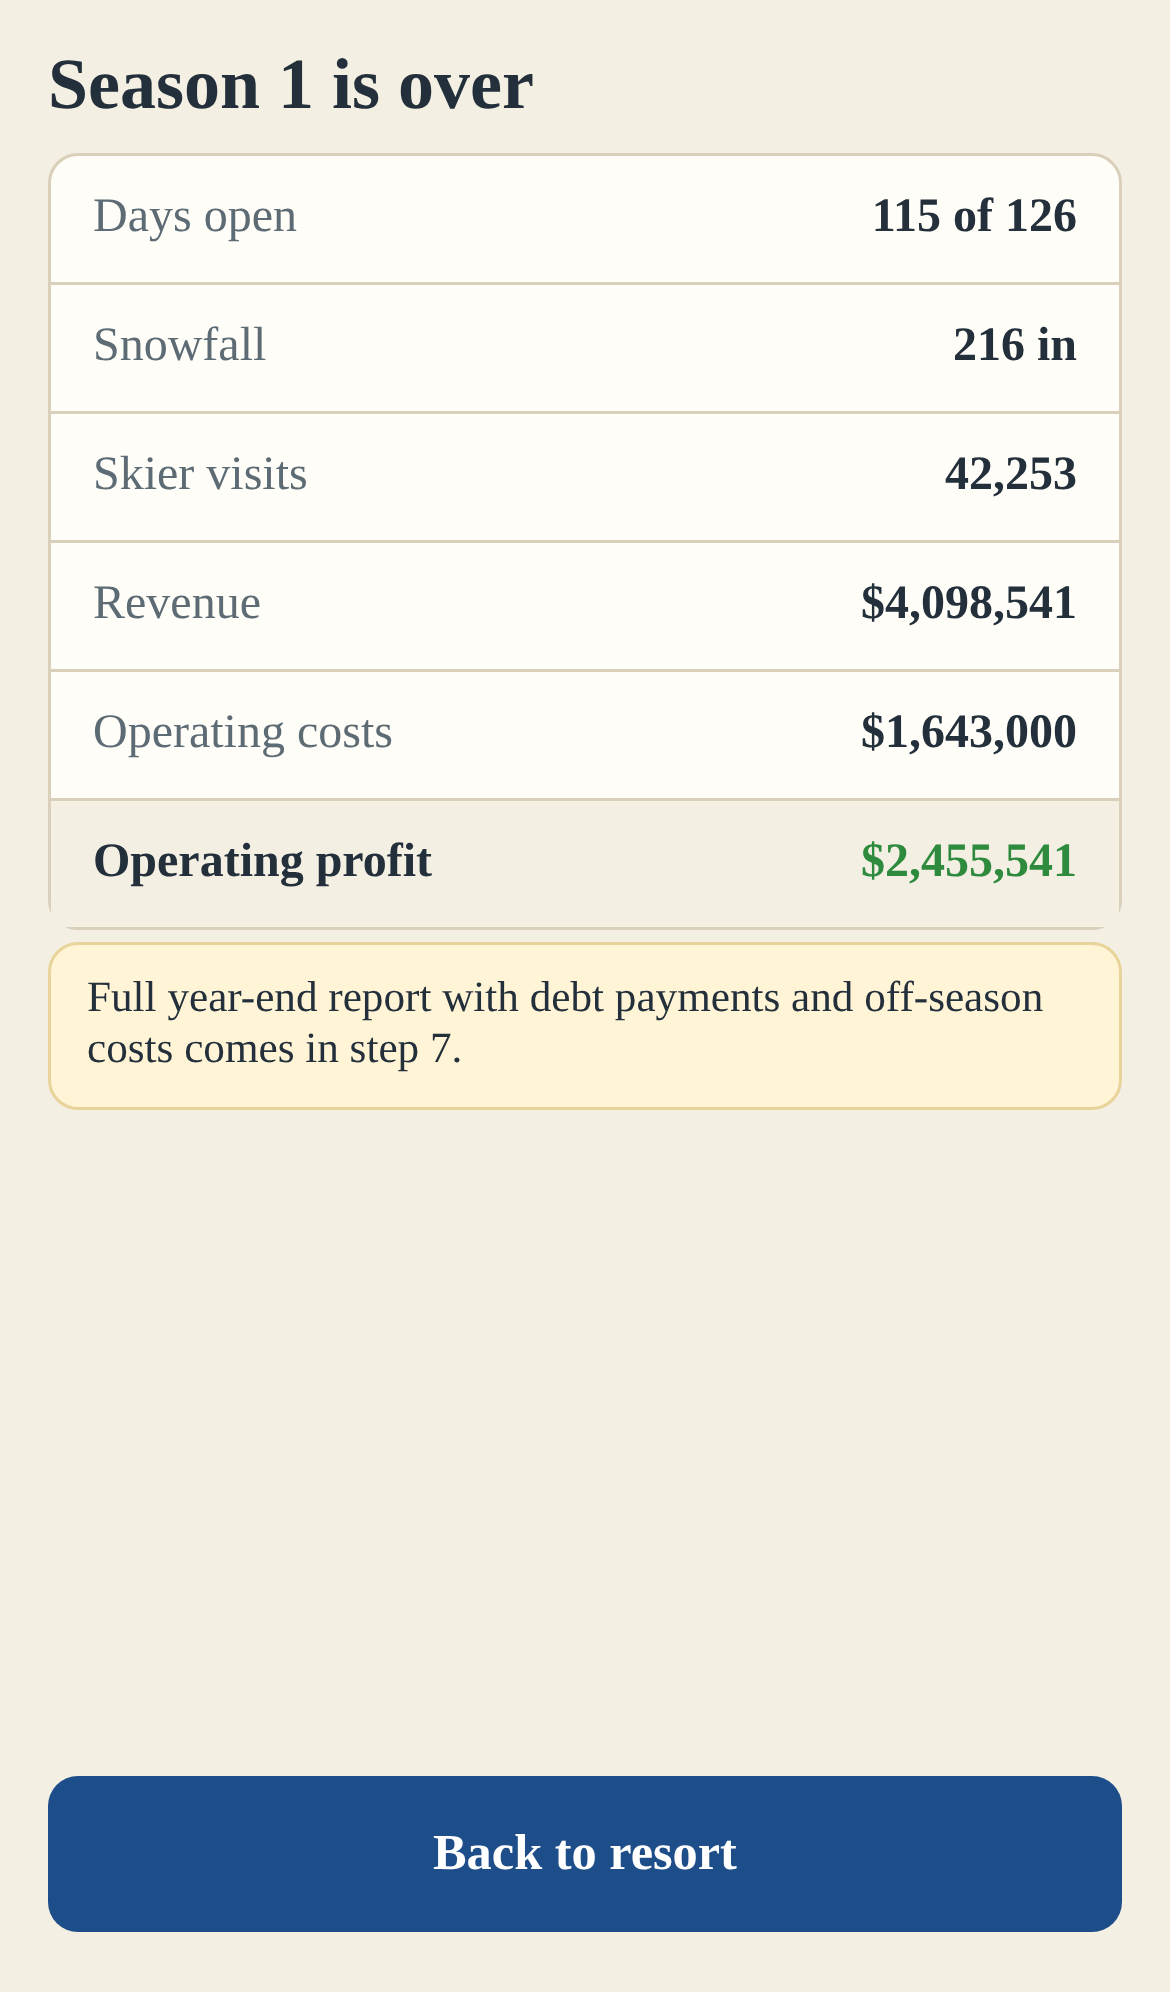 Season 1 is over
Days open 115 of 126
Snowfall 216 in
Skier visits 42,253
Revenue $4,098,541
Operating costs $1,643,000
Operating profit $2,455,541
Full year-end report with debt payments and off-season
costs comes in step 7.
Back to resort